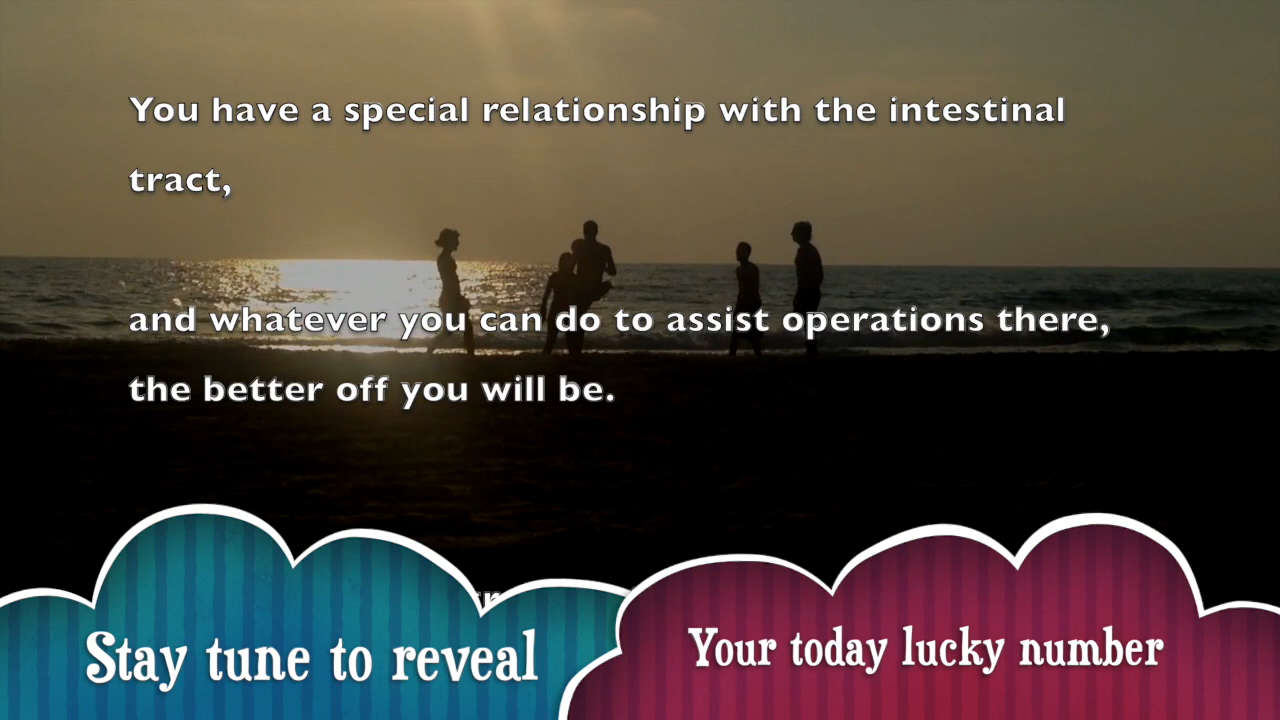 You have a special relationship with the intestinal
tract,
and whatever you can do to assist operations there,
the better off you will be.
Stay tune to reveal
Your today lucky number